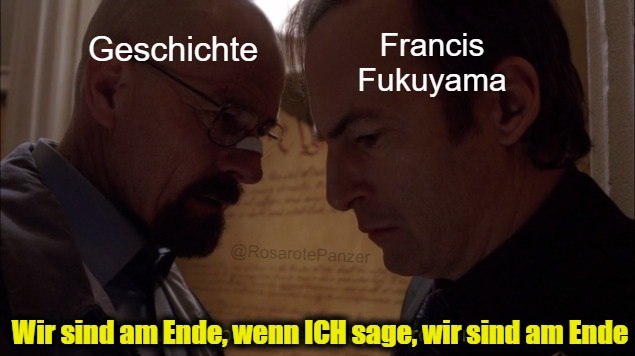 Geschichte
Francis
Fukuyama
@RosarotePanzer
Wir sind am Ende, wenn ICH sage, wir sind am Ende